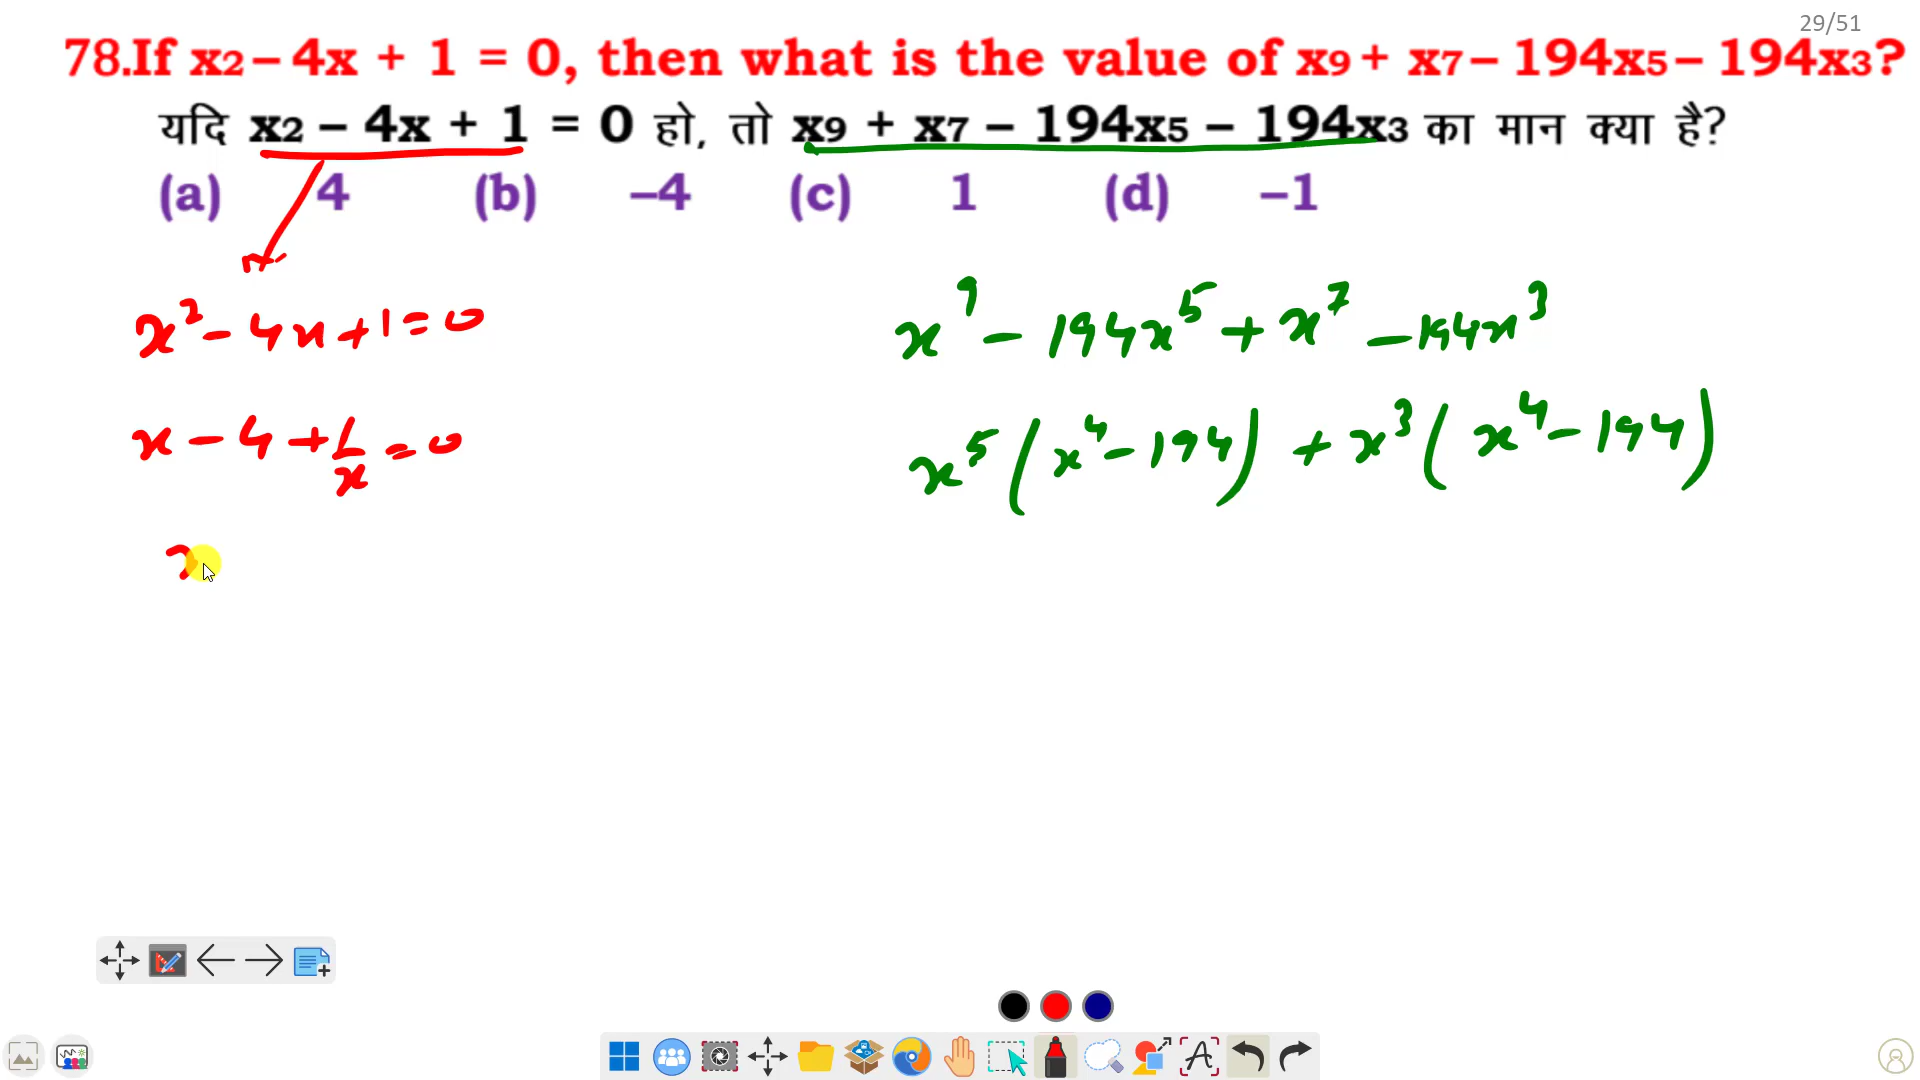 29/51
78.If x2 – 4x + 1 = 0, then what is the value of x9 + x7 – 194x5 – 194x3?
यदि x2 – 4x + 1 = 0 हो, तो x9 + x7 – 194x5 – 194x3 का मान क्या है?
(a) 4 (b) –4 (c) 1 (d) –1
x² - 4x + 1 = 0
x⁹ - 194x⁵ + x⁷ - 194x³
x - 4 + 1/x = 0
x⁵(x⁴ - 194) + x³(x⁴ - 194)